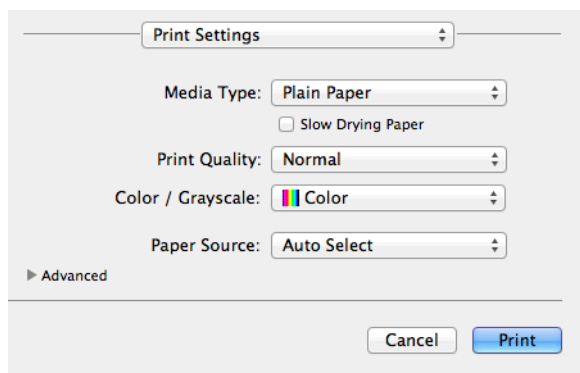 Print Settings
Media Type: Plain Paper
Slow Drying Paper
Print Quality: Normal
Color / Grayscale: Color
Paper Source: Auto Select
Advanced
Cancel Print